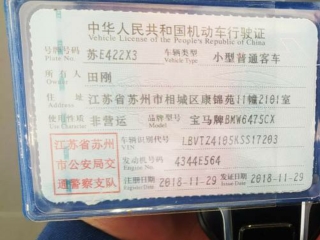 中华人民共和国机动车行驶证
Vehicle License of the People's Republic of China
号牌号码 苏E422X3 车辆类型 小型普通客车
Plate No. Vehicle Type
所有人 田刚
Owner
住址 江苏省苏州市相城区康锦苑17幢2101室
Address
使用性质 非营运 品牌型号 宝马牌BMW6475CX
Use Character Model
江苏省苏州市公安局交通警察支队
车辆识别代号 LBVTZ4105KSS17203
VIN
发动机号码 4344E564
Engine No.
注册日期 2018-11-29 发证日期 2018-11-29
Register Date Issue Date